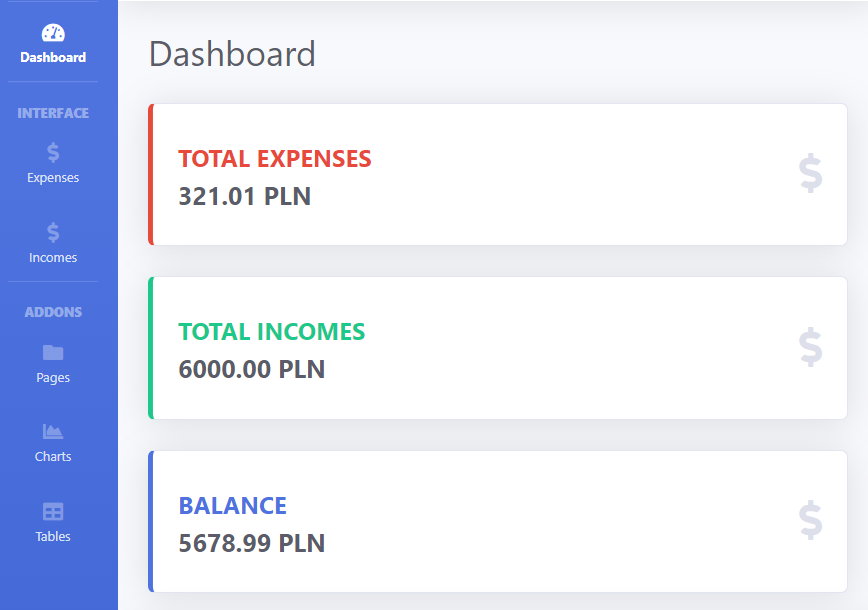 Dashboard
INTERFACE
Expenses
Incomes
ADDONS
Pages
Charts
Tables
Dashboard
TOTAL EXPENSES
321.01 PLN
$
TOTAL INCOMES
6000.00 PLN
$
BALANCE
5678.99 PLN
$